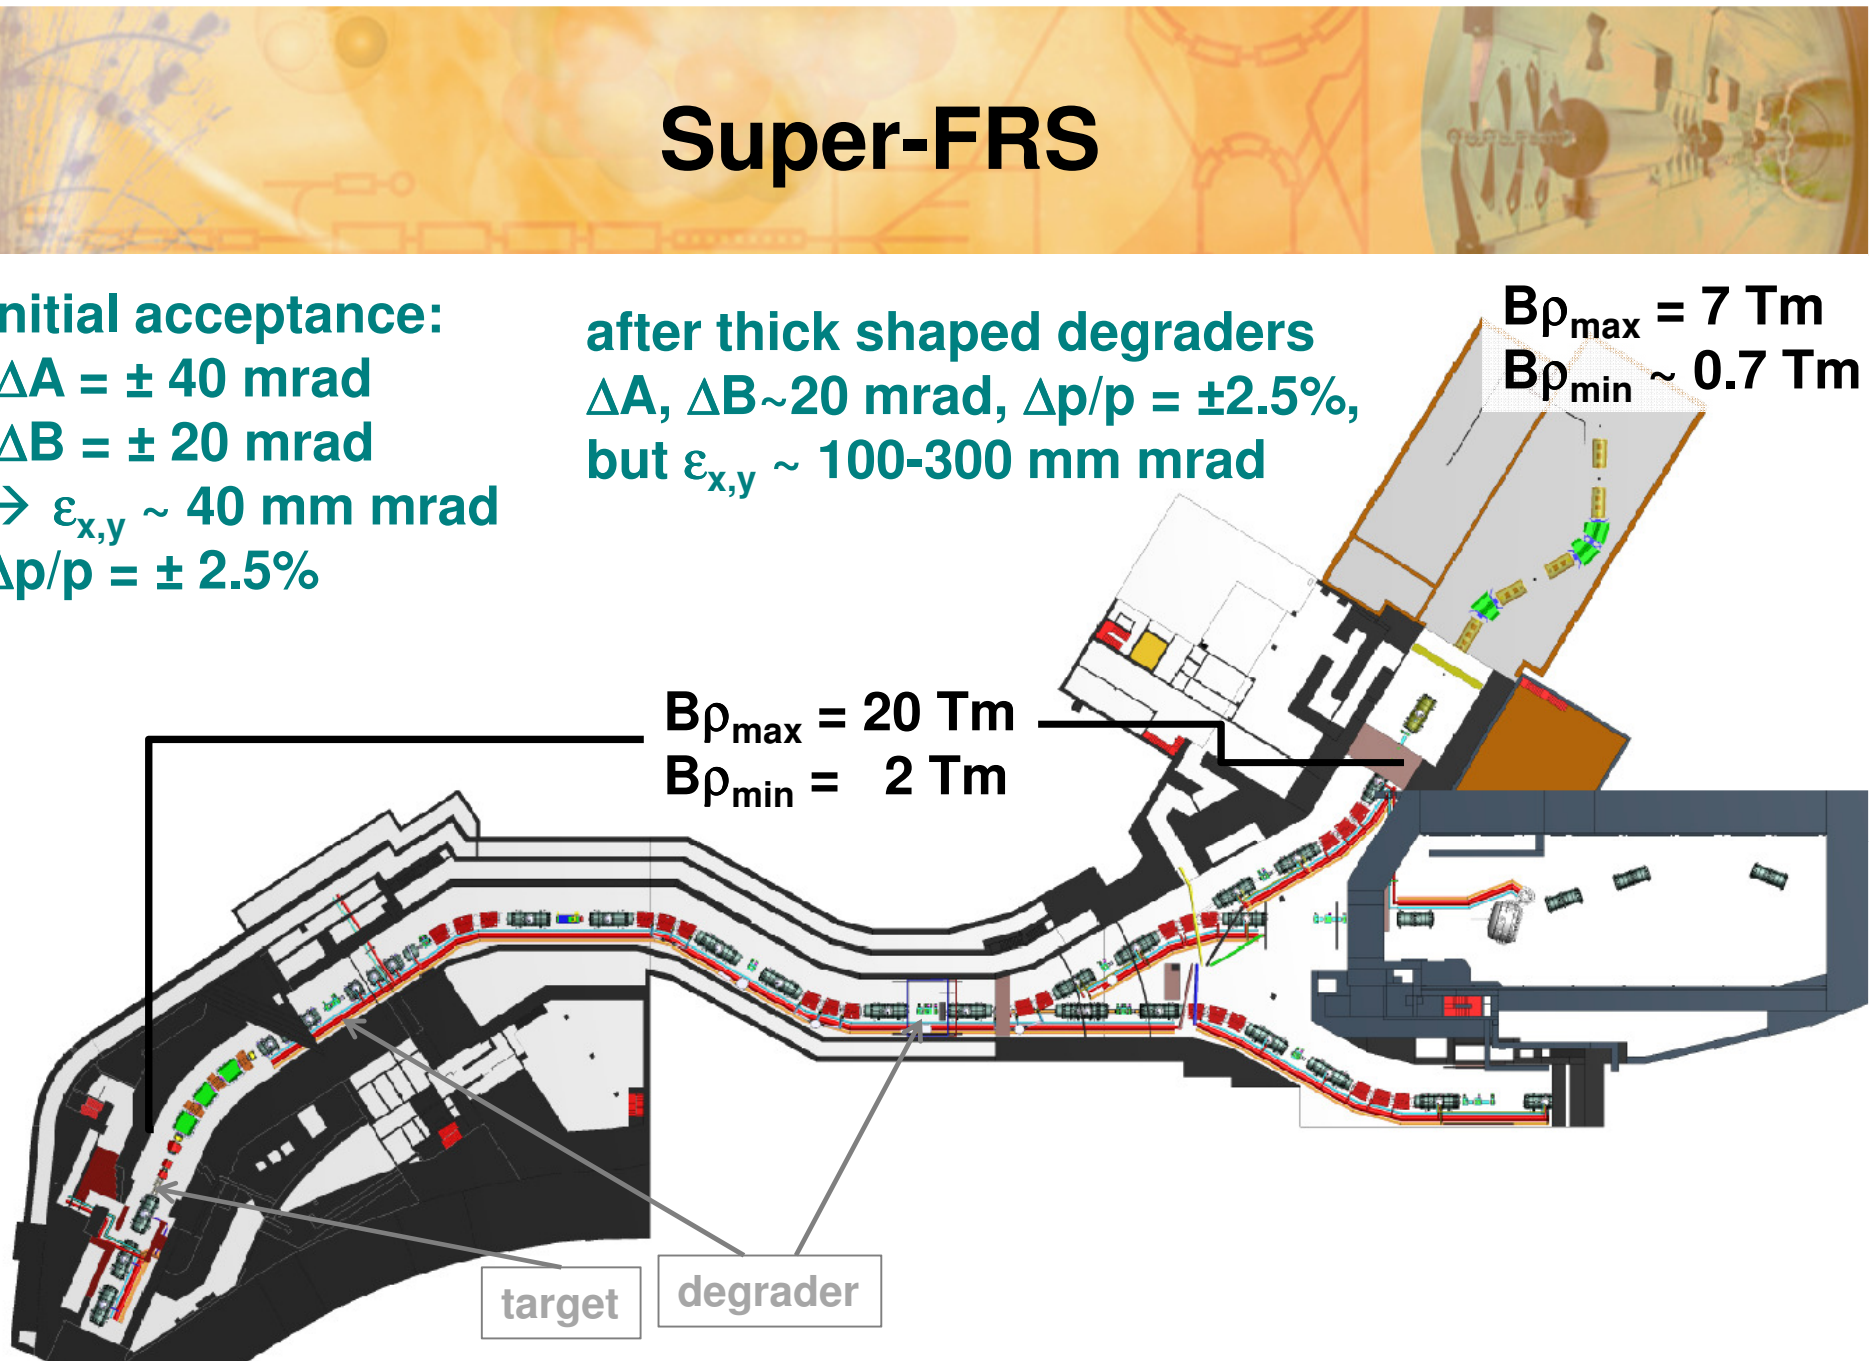 Super-FRS
nitial acceptance:
ΔA = ± 40 mrad
ΔB = ± 20 mrad
→ εx,y ~ 40 mm mrad
Δp/p = ± 2.5%
after thick shaped degraders
ΔA, ΔB~20 mrad, Δp/p = ±2.5%,
but εx,y ~ 100-300 mm mrad
Bρmax = 7 Tm
Bρmin ~ 0.7 Tm
Bρmax = 20 Tm
Bρmin = 2 Tm
target
degrader